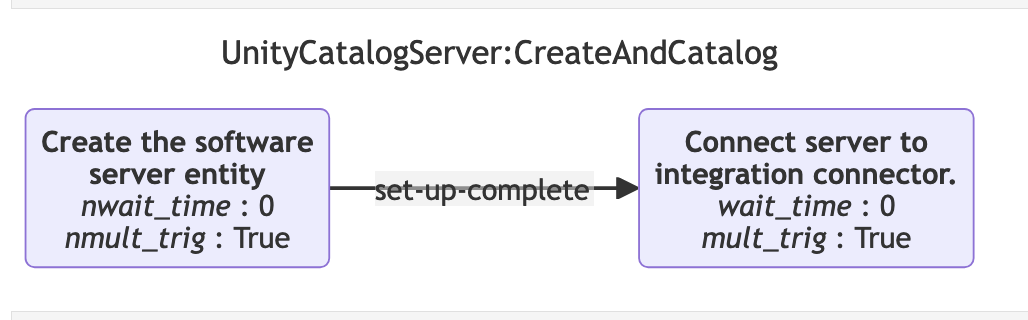 UnityCatalogServer:CreateAndCatalog
Create the software
server entity
nwait_time : 0
nmult_trig : True
set-up-complete
Connect server to
integration connector.
wait_time : 0
mult_trig : True